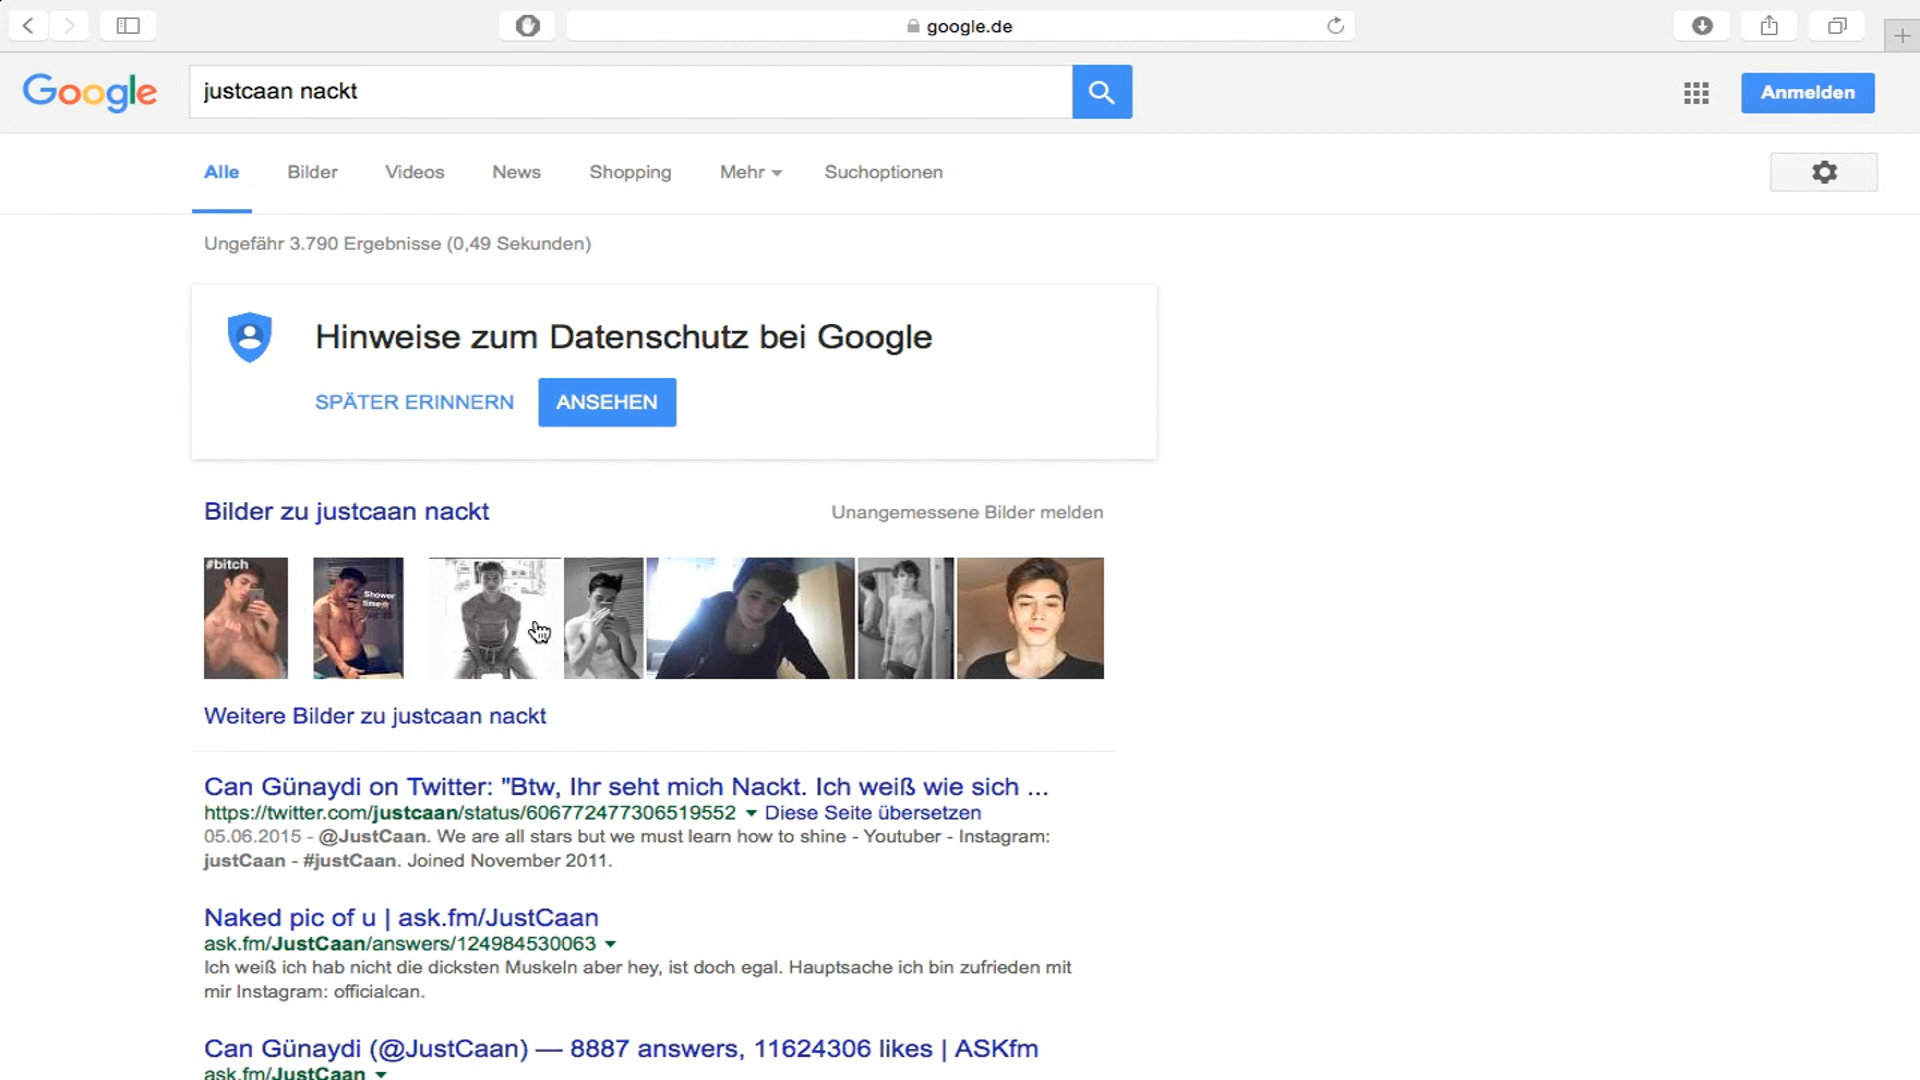 google.de
Google
justcaan nackt
Anmelden
Alle Bilder Videos News Shopping Mehr Suchoptionen
Ungefähr 3.790 Ergebnisse (0,49 Sekunden)
Hinweise zum Datenschutz bei Google
SPÄTER ERINNERN ANSEHEN
Bilder zu justcaan nackt Unangemessene Bilder melden
#bitch
Shower
time
Weitere Bilder zu justcaan nackt
Can Günaydi on Twitter: "Btw, Ihr seht mich Nackt. Ich weiß wie sich ...
https://twitter.com/justcaan/status/606772477306519552 Diese Seite übersetzen
05.06.2015 - @JustCaan. We are all stars but we must learn how to shine - Youtuber - Instagram:
justCaan - #justCaan. Joined November 2011.
Naked pic of u | ask.fm/JustCaan
ask.fm/JustCaan/answers/124984530063
Ich weiß ich hab nicht die dicksten Muskeln aber hey, ist doch egal. Hauptsache ich bin zufrieden mit
mir Instagram: officialcan.
Can Günaydi (@JustCaan) — 8887 answers, 11624306 likes | ASKfm
ask.fm/JustCaan